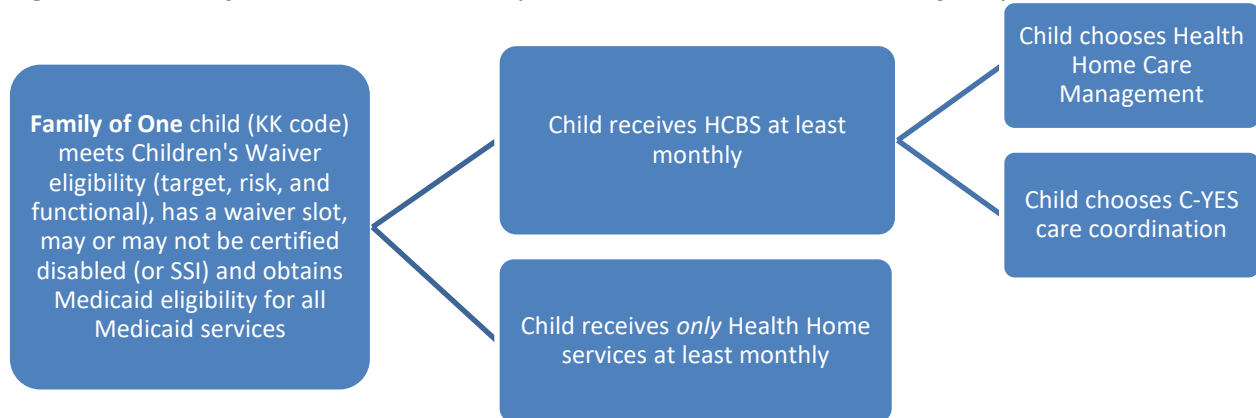 Family of One child (KK code)
meets Children's Waiver
eligibility (target, risk, and
functional), has a waiver slot,
may or may not be certified
disabled (or SSI) and obtains
Medicaid eligibility for all
Medicaid services
Child receives HCBS at least
monthly
Child receives only Health Home
services at least monthly
Child chooses Health
Home Care
Management
Child chooses C-YES
care coordination